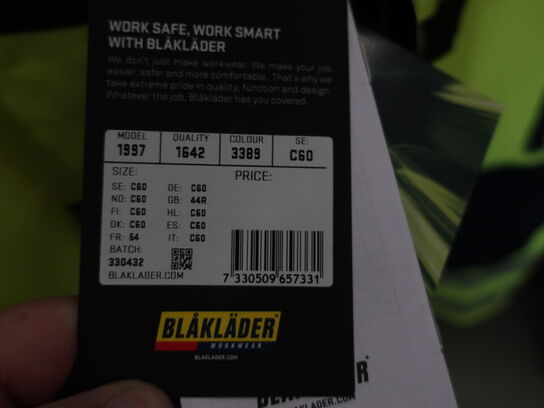 WORK SAFE, WORK SMART
WITH BLÅKLÄDER
We don't just make workwear. We make your job
easier, safer and more comfortable. That's why we
take extreme pride in quality, function and design.
Whatever the job, Blåkläder has you covered.
MODEL QUALITY COLOUR SE:
1997 1642 3389 C60
SIZE: PRICE:
SE: C60 DE: C60
NO: C60 GB: 44R
FI: C60 HL: C60
DK: C60 ES: C60
FR: 54 IT: C60
BATCH:
330432
BLAKLADER.COM
7 330509 657331
BLÅKLÄDER®
WORKWEAR
BLAKLADER.COM
BLÅKLÄDER
BLAKLADER.COM